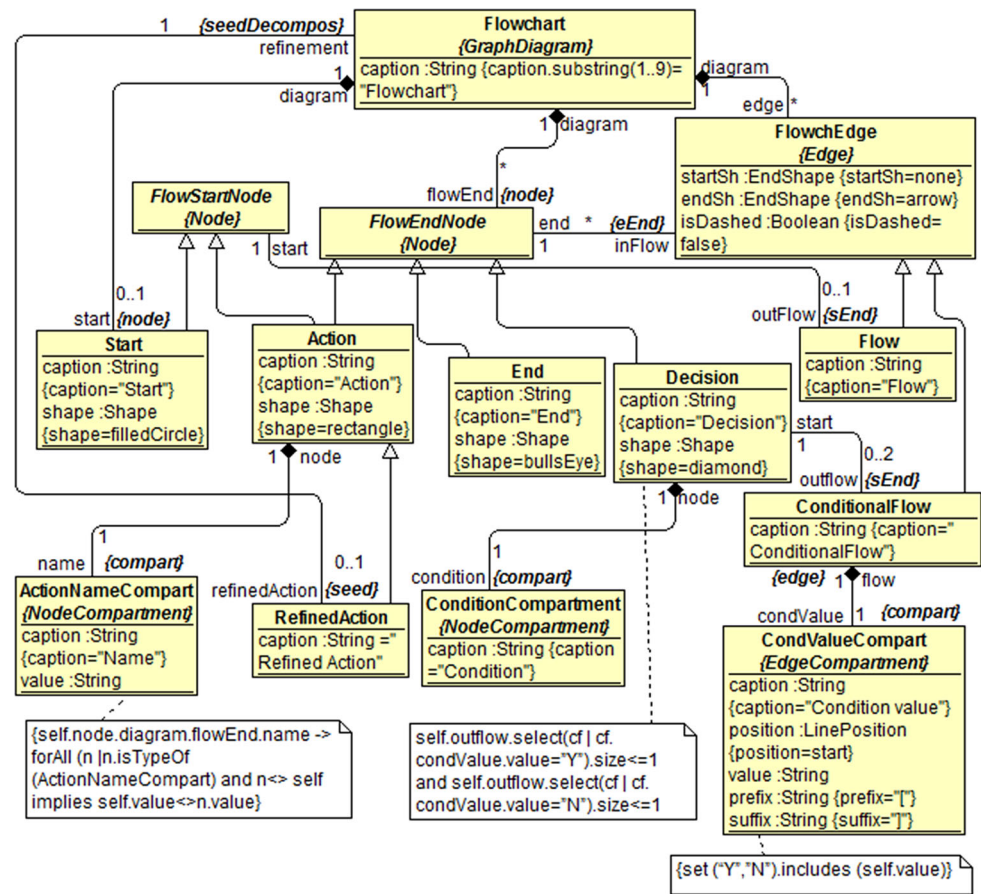 1 {seedDecompos}
refinement
Flowchart
{GraphDiagram}
caption :String {caption.substring(1..9)=
"Flowchart"}
1
diagram
1 diagram
diagram
1
edge *
FlowchEdge
{Edge}
startSh :EndShape {startSh=none}
endSh :EndShape {endSh=arrow}
isDashed :Boolean {isDashed=
false}
*
flowEnd {node}
FlowStartNode
{Node}
FlowEndNode
{Node}
end * {eEnd}
1 inFlow
1 start
0..1
start {node}
0..1
outFlow {sEnd}
Start
caption :String
{caption="Start"}
shape :Shape
{shape=filledCircle}
Action
caption :String
{caption="Action"}
shape :Shape
{shape=rectangle}
End
caption :String
{caption="End"}
shape :Shape
{shape=bullsEye}
Decision
caption :String
{caption="Decision"}
shape :Shape
{shape=diamond}
Flow
caption :String
{caption="Flow"}
start
1
0..2
outflow {sEnd}
1 node
1 node
ConditionalFlow
caption :String {caption="
ConditionalFlow"}
{edge} 1 flow
1
name {compart}
0..1
refinedAction {seed}
1
condition {compart}
{compart}
condValue 1
ActionNameCompart
{NodeCompartment}
caption :String
{caption="Name"}
value :String
RefinedAction
caption :String ="
Refined Action"
ConditionCompartment
{NodeCompartment}
caption :String {caption
="Condition"}
CondValueCompart
{EdgeCompartment}
caption :String
{caption="Condition value"}
position :LinePosition
{position=start}
value :String
prefix :String {prefix="["}
suffix :String {suffix="]"}
{self.node.diagram.flowEnd.name ->
forAll (n |n.isTypeOf
(ActionNameCompart) and n<> self
implies self.value<>n.value}
self.outflow.select(cf | cf.
condValue.value="Y").size<=1
and self.outflow.select(cf | cf.
condValue.value="N").size<=1
{set (“Y”,”N”).includes (self.value)}